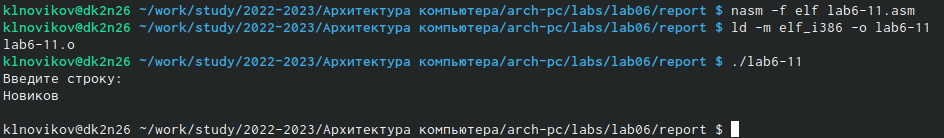 klnovikov@dk2n26 ~/work/study/2022-2023/Архитектура компьютера/arch-pc/labs/lab06/report $ nasm -f elf lab6-11.asm
klnovikov@dk2n26 ~/work/study/2022-2023/Архитектура компьютера/arch-pc/labs/lab06/report $ ld -m elf_i386 -o lab6-11
lab6-11.o
klnovikov@dk2n26 ~/work/study/2022-2023/Архитектура компьютера/arch-pc/labs/lab06/report $ ./lab6-11
Введите строку:
Новиков
klnovikov@dk2n26 ~/work/study/2022-2023/Архитектура компьютера/arch-pc/labs/lab06/report $